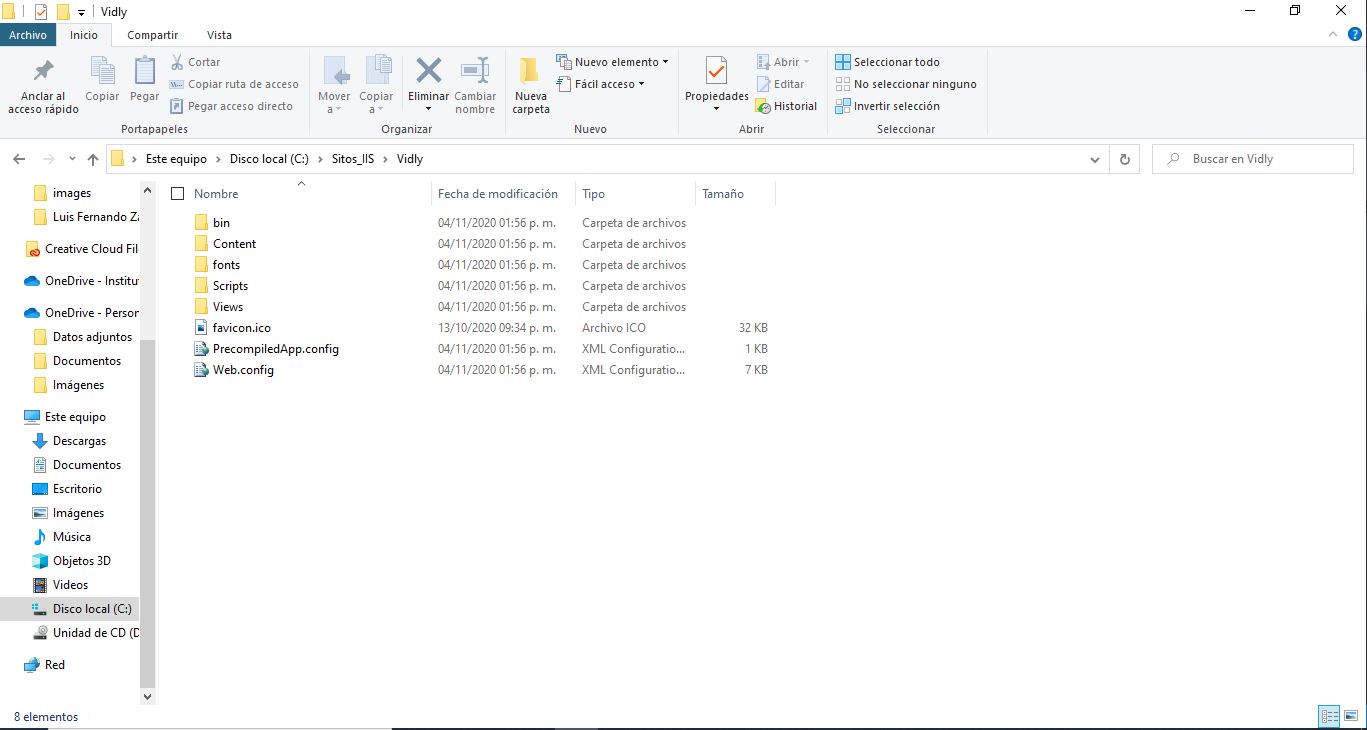 Vidly
Archivo Inicio Compartir Vista
Anclar al acceso rápido
Copiar
Pegar
Cortar
Copiar ruta de acceso
Pegar acceso directo
Portapapeles
Mover a
Copiar a
Eliminar
Cambiar nombre
Organizar
Nueva carpeta
Nuevo elemento
Fácil acceso
Nuevo
Propiedades
Abrir
Editar
Historial
Abrir
Seleccionar todo
No seleccionar ninguno
Invertir selección
Seleccionar
Este equipo > Disco local (C:) > Sitos_IIS > Vidly
Buscar en Vidly
images
Luis Fernando Za
Creative Cloud Fil
OneDrive - Institu
OneDrive - Person
Datos adjuntos
Documentos
Imágenes
Este equipo
Descargas
Documentos
Escritorio
Imágenes
Música
Objetos 3D
Videos
Disco local (C:)
Unidad de CD (D
Red
Nombre Fecha de modificación Tipo Tamaño
bin 04/11/2020 01:56 p. m. Carpeta de archivos
Content 04/11/2020 01:56 p. m. Carpeta de archivos
fonts 04/11/2020 01:56 p. m. Carpeta de archivos
Scripts 04/11/2020 01:56 p. m. Carpeta de archivos
Views 04/11/2020 01:56 p. m. Carpeta de archivos
favicon.ico 13/10/2020 09:34 p. m. Archivo ICO 32 KB
PrecompiledApp.config 04/11/2020 01:56 p. m. XML Configuratio... 1 KB
Web.config 04/11/2020 01:56 p. m. XML Configuratio... 7 KB
8 elementos